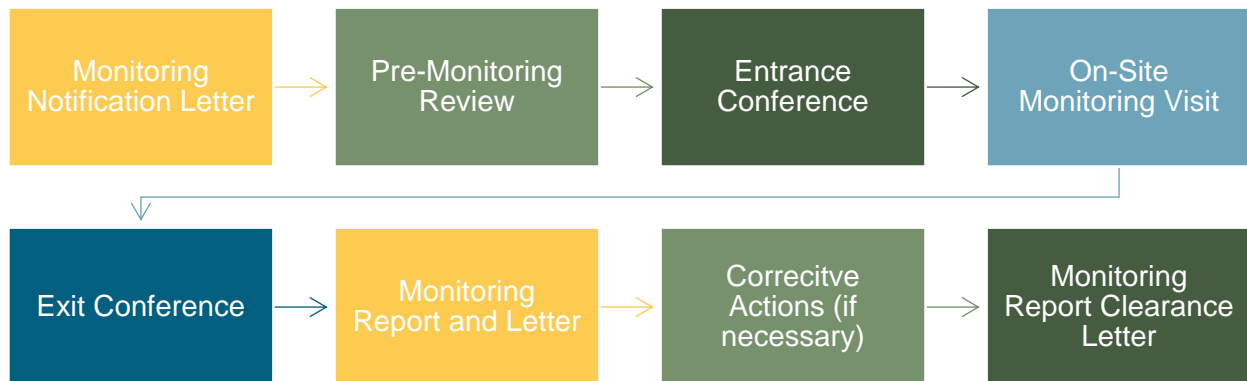 Monitoring
Notification Letter
Pre-Monitoring
Review
Entrance
Conference
On-Site
Monitoring Visit
Exit Conference
Monitoring
Report and Letter
Correcitve
Actions (if
necessary)
Monitoring
Report Clearance
Letter